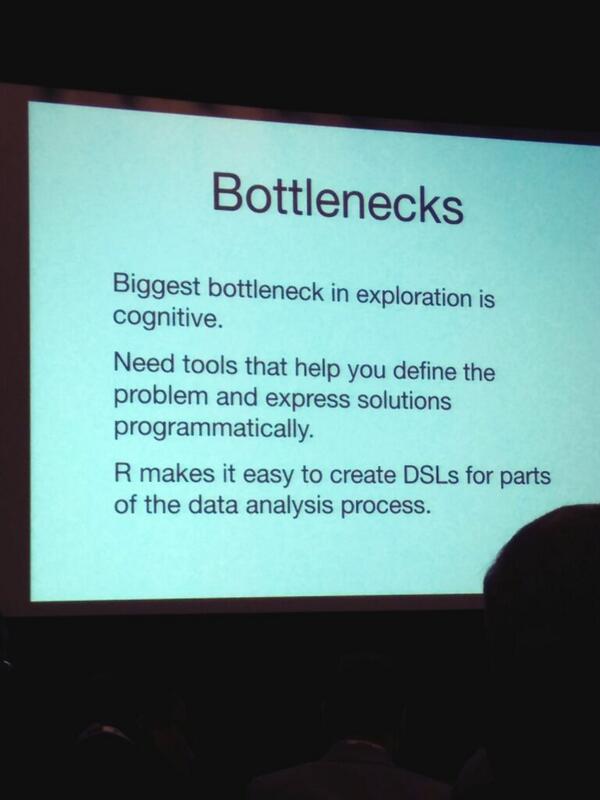 Bottlenecks
Biggest bottleneck in exploration is
cognitive.
Need tools that help you define the
problem and express solutions
programmatically.
R makes it easy to create DSLs for parts
of the data analysis process.